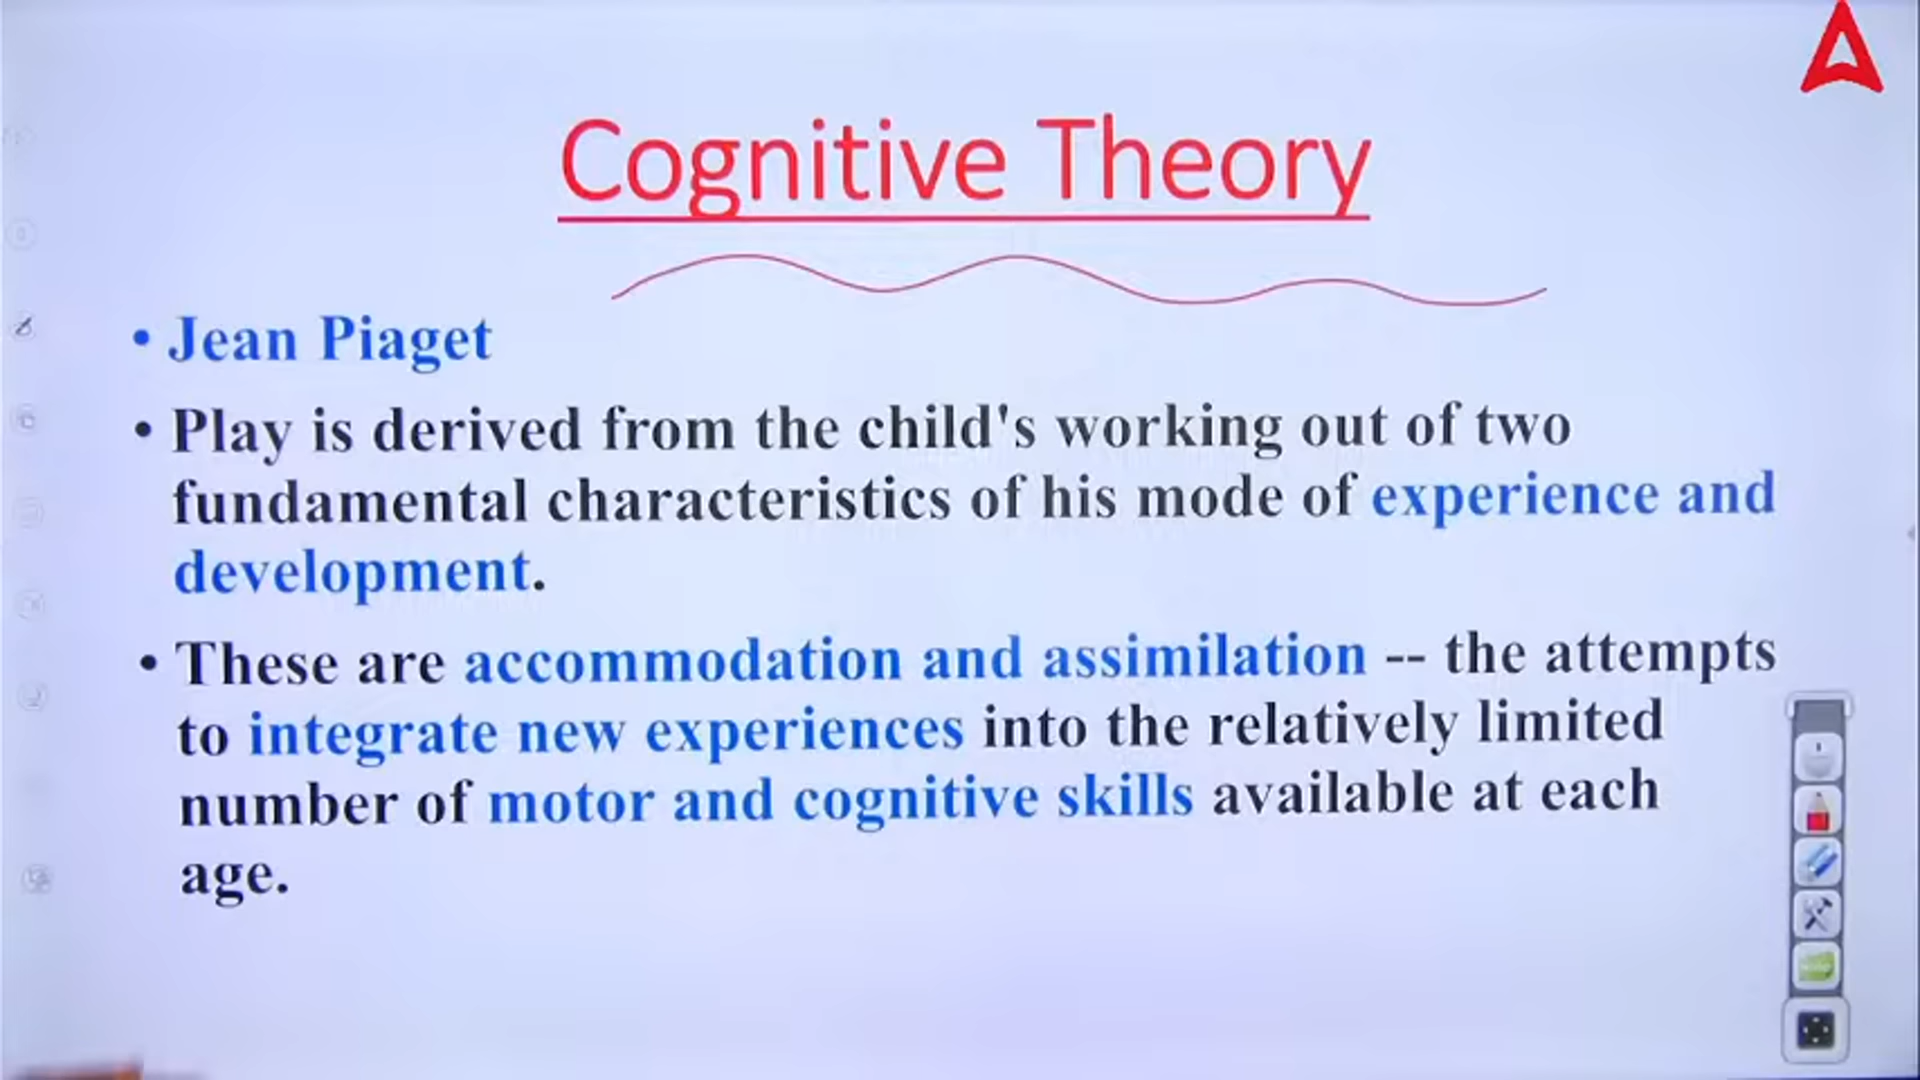 Cognitive Theory
• Jean Piaget
• Play is derived from the child's working out of two
fundamental characteristics of his mode of experience and
development.
• These are accommodation and assimilation -- the attempts
to integrate new experiences into the relatively limited
number of motor and cognitive skills available at each
age.